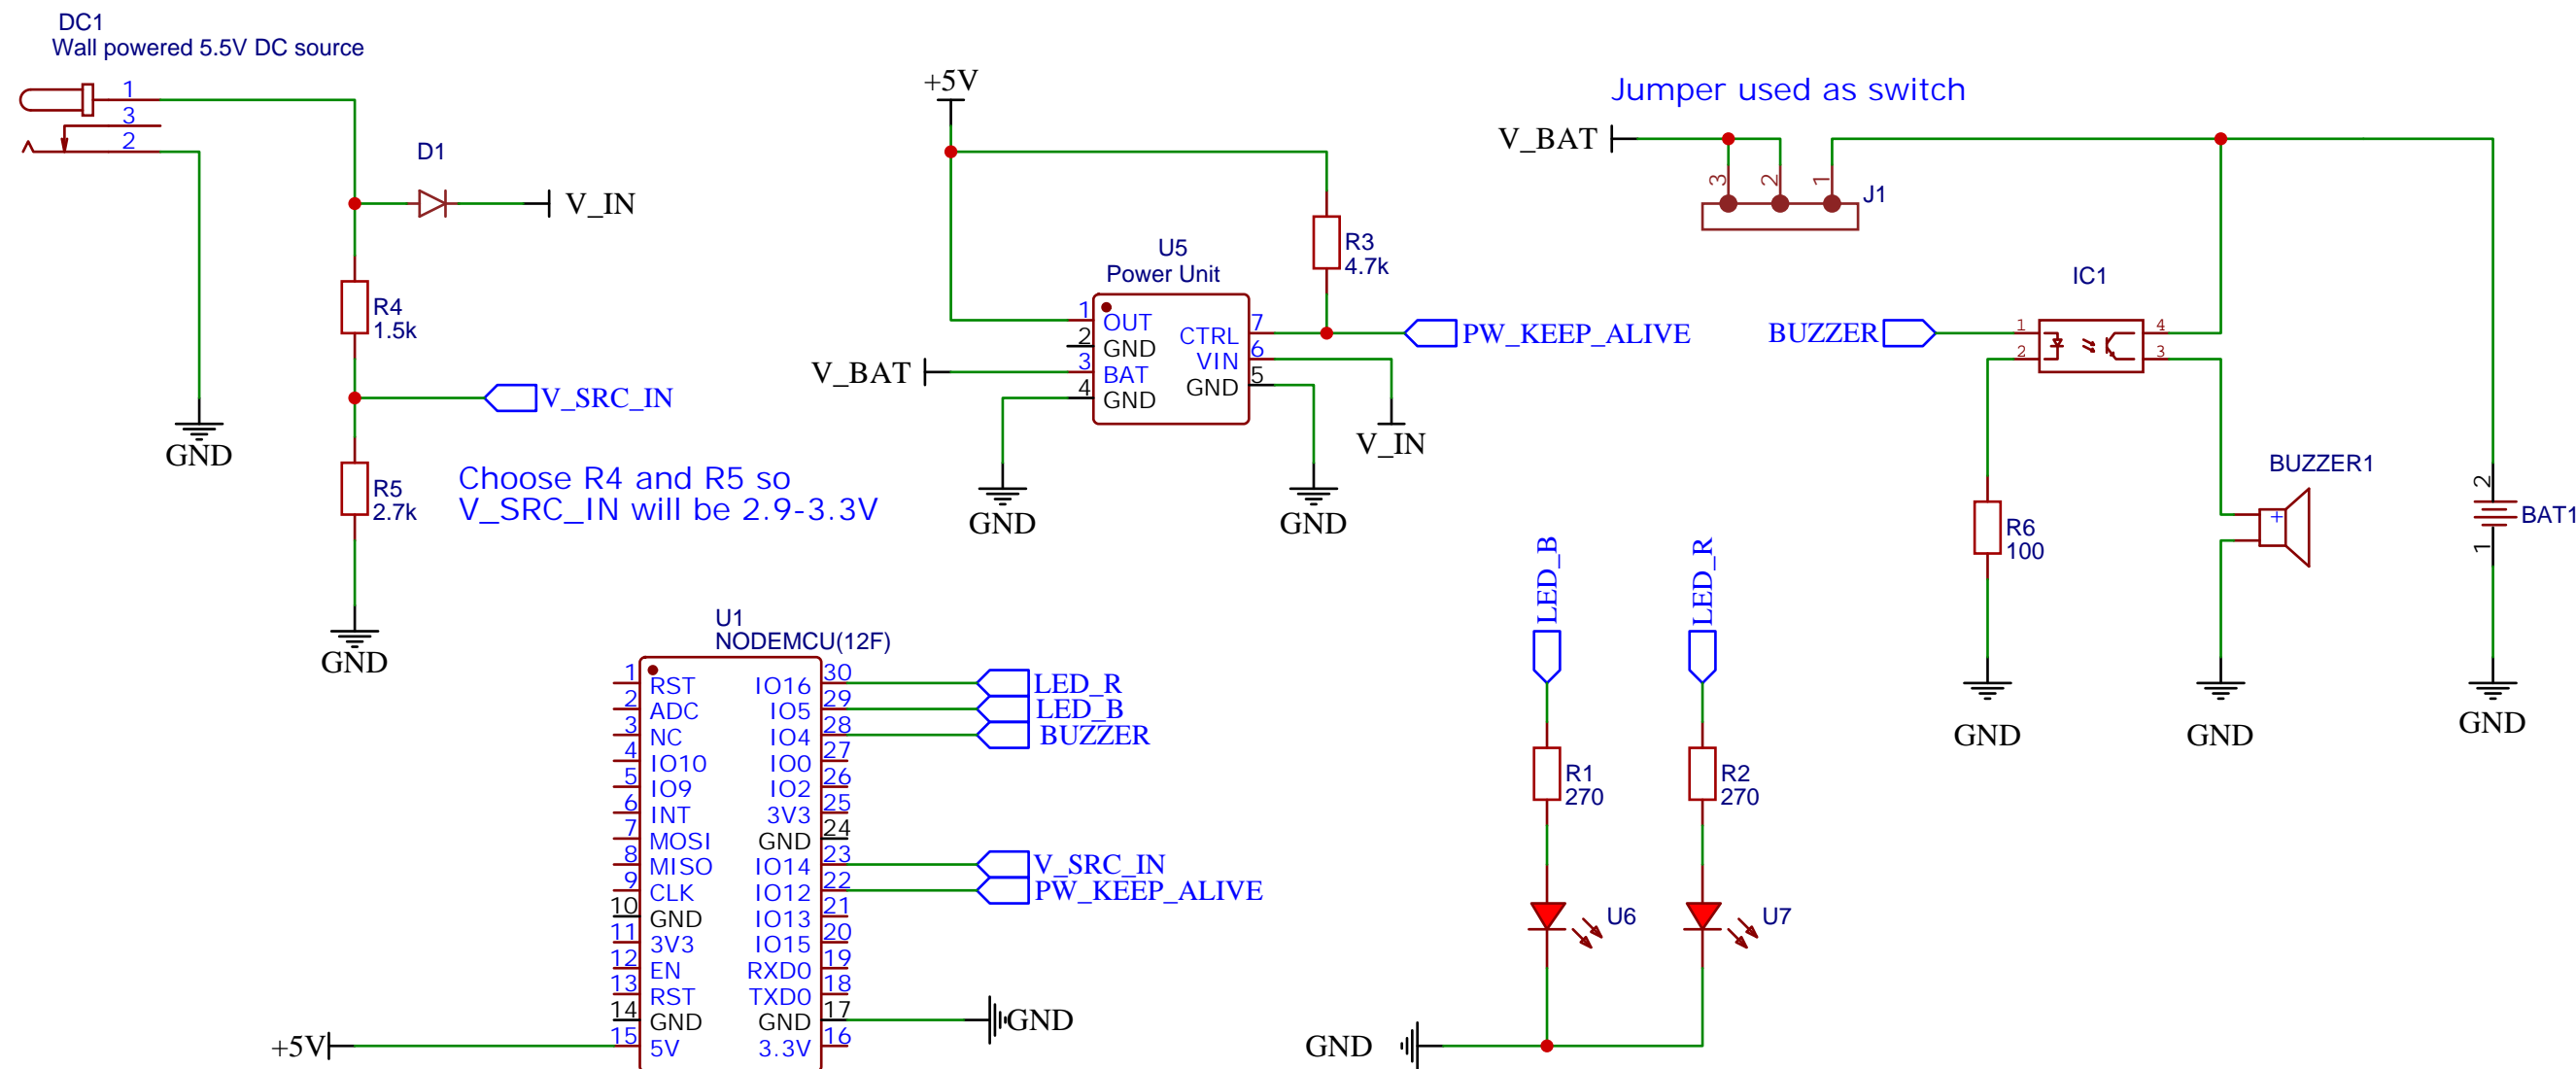 DC1
Wall powered 5.5V DC source
1
3
2
D1
V_IN
R4
1.5k
V_SRC_IN
R5
2.7k
Choose R4 and R5 so
V_SRC_IN will be 2.9-3.3V
GND
GND
+5V
R3
4.7k
U5
Power Unit
1 OUT
2 GND
3 BAT
4 GND
CTRL 7
VIN 6
GND 5
V_BAT
PW_KEEP_ALIVE
V_IN
GND
GND
Jumper used as switch
V_BAT
3 2 1
J1
IC1
BUZZER
1
2
4
3
R6
100
BUZZER1
+
2
BAT1
1
GND
GND
GND
U1
NODEMCU(12F)
1 RST
2 ADC
3 NC
4 IO10
5 IO9
6 INT
7 MOSI
8 MISO
9 CLK
10 GND
11 3V3
12 EN
13 RST
14 GND
15 5V
IO16 30
IO5 29
IO4 28
IO0 27
IO2 26
3V3 25
GND 24
IO14 23
IO12 22
IO13 21
IO15 20
RXD0 19
TXD0 18
GND 17
3.3V 16
LED_R
LED_B
BUZZER
V_SRC_IN
PW_KEEP_ALIVE
GND
+5V
LED_B
LED_R
R1
270
R2
270
U6
U7
GND